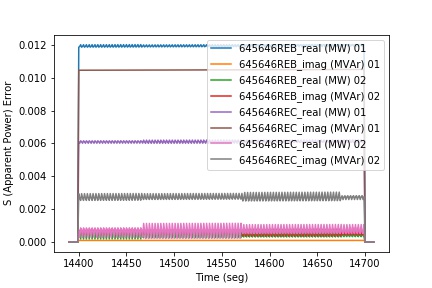 0.012
0.010
0.008
0.006
0.004
0.002
0.000
S (Apparent Power) Error
645646REB_real (MW) 01
645646REB_imag (MVAr) 01
645646REB_real (MW) 02
645646REB_imag (MVAr) 02
645646REC_real (MW) 01
645646REC_imag (MVAr) 01
645646REC_real (MW) 02
645646REC_imag (MVAr) 02
14400 14450 14500 14550 14600 14650 14700
Time (seg)